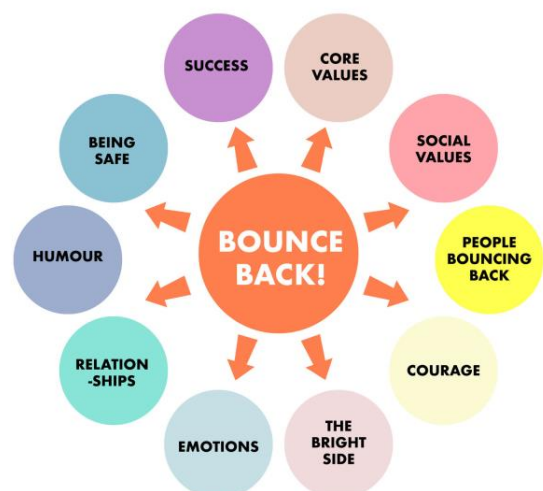 SUCCESS
CORE
VALUES
BEING
SAFE
SOCIAL
VALUES
HUMOUR
BOUNCE
BACK!
PEOPLE
BOUNCING
BACK
RELATION
-SHIPS
COURAGE
EMOTIONS
THE
BRIGHT
SIDE